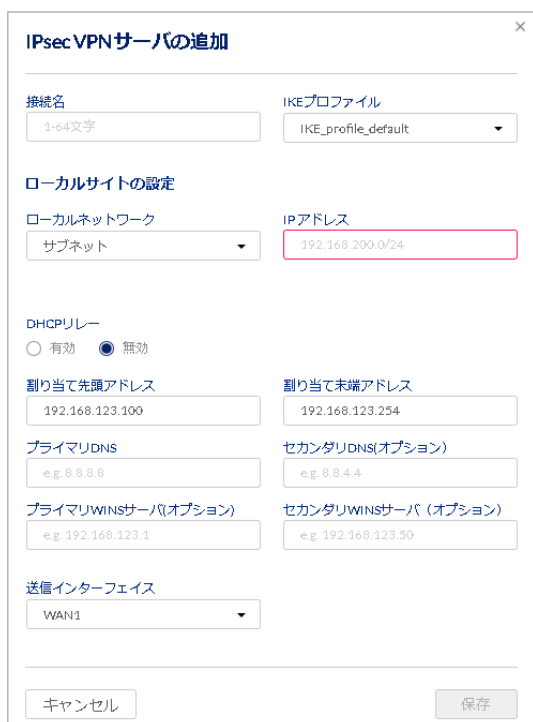 IPsec VPNサーバの追加
×
接続名 IKEプロファイル
1-64文字 IKE_profile_default
ローカルサイトの設定
ローカルネットワーク IPアドレス
サブネット 192.168.200.0/24
DHCPリレー
有効 無効
割り当て先頭アドレス 割り当て末端アドレス
192.168.123.100 192.168.123.254
プライマリDNS セカンダリDNS(オプション)
e.g. 8.8.8.8 e.g. 8.8.4.4
プライマリWINSサーバ(オプション) セカンダリWINSサーバ（オプション）
e.g. 192.168.123.1 e.g. 192.168.123.50
送信インターフェイス
WAN1
キャンセル 保存